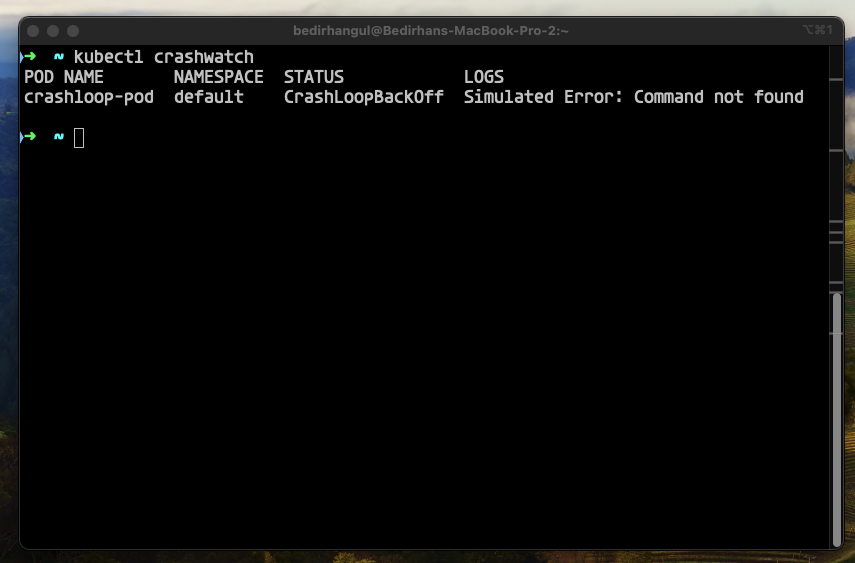 bedirhangul@Bedirhans-MacBook-Pro-2:~ ⌥⌘1
➜ ~ kubectl crashwatch
POD NAME NAMESPACE STATUS LOGS
crashloop-pod default CrashLoopBackOff Simulated Error: Command not found
➜ ~